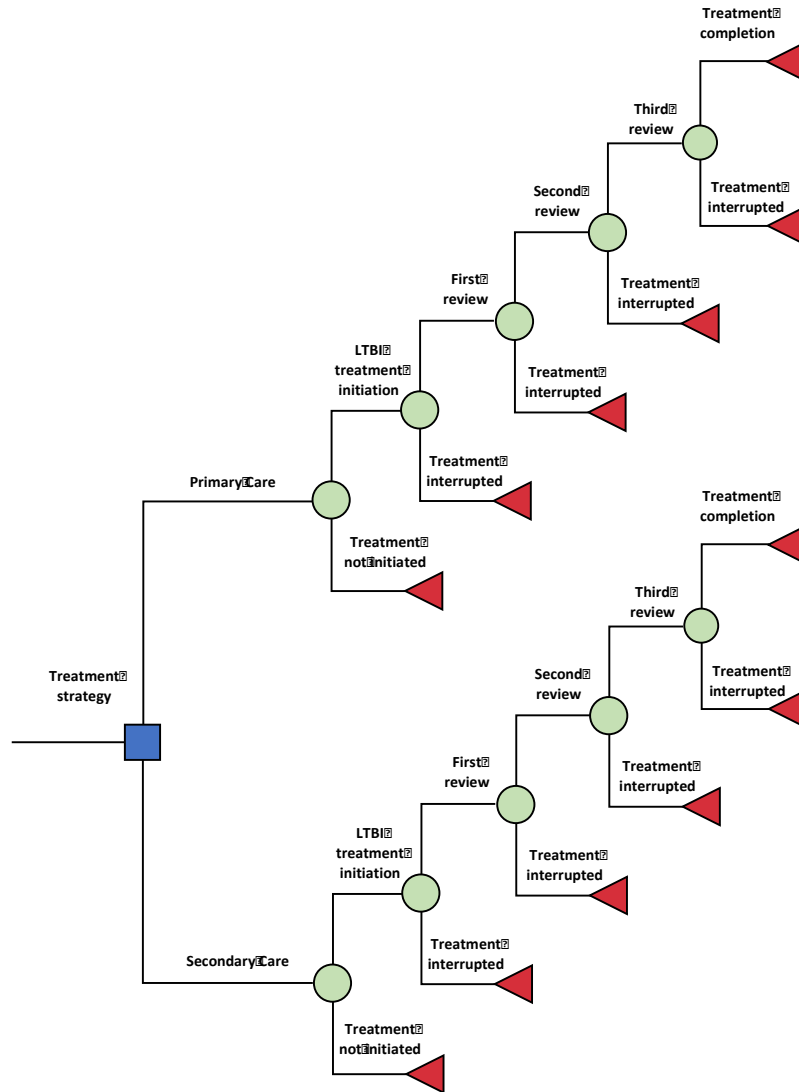 Treatment
completion
Third
review
Treatment
interrupted
Second
review
Treatment
interrupted
First
review
Treatment
interrupted
LTBI
treatment
initiation
Treatment
interrupted
Primary Care
Treatment
not initiated
Treatment
strategy
Treatment
completion
Third
review
Treatment
interrupted
Second
review
Treatment
interrupted
First
review
Treatment
interrupted
LTBI
treatment
initiation
Treatment
interrupted
Secondary Care
Treatment
not initiated